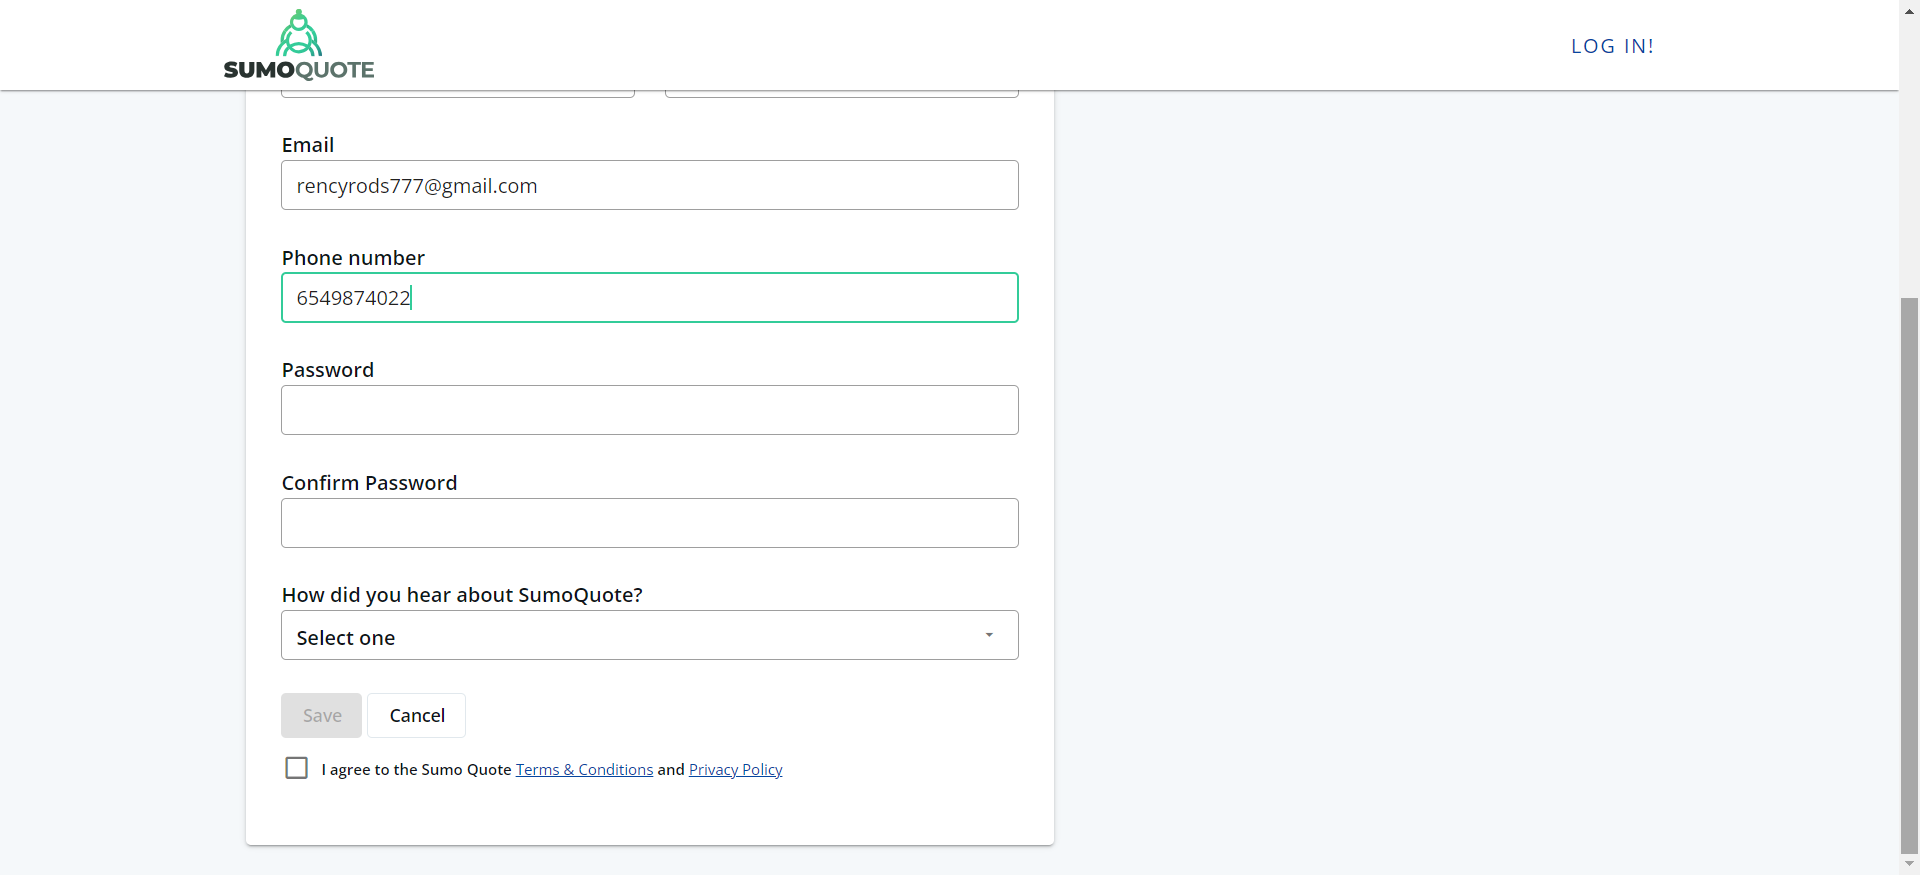 SUMOQUOTE
LOG IN!
Email
rencyrods777@gmail.com
Phone number
6549874022
Password
Confirm Password
How did you hear about SumoQuote?
Select one
Save Cancel
I agree to the Sumo Quote Terms & Conditions and Privacy Policy